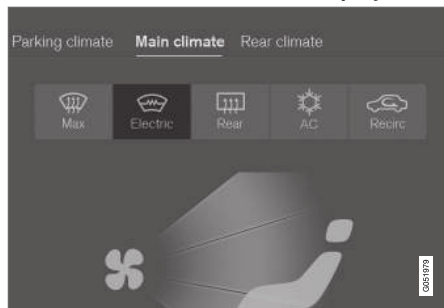 Parking climate Main climate Rear climate
Max Electric Rear AC Recirc
G051979